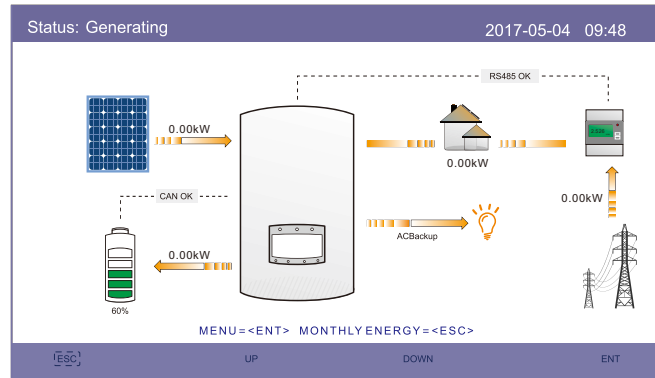 Status: Generating
2017-05-04 09:48
RS485 OK
0.00kW
0.00kW
CAN OK
0.00kW
0.00kW
ACBackup
60%
MENU=<ENT> MONTHLY ENERGY=<ESC>
ESC
UP
DOWN
ENT